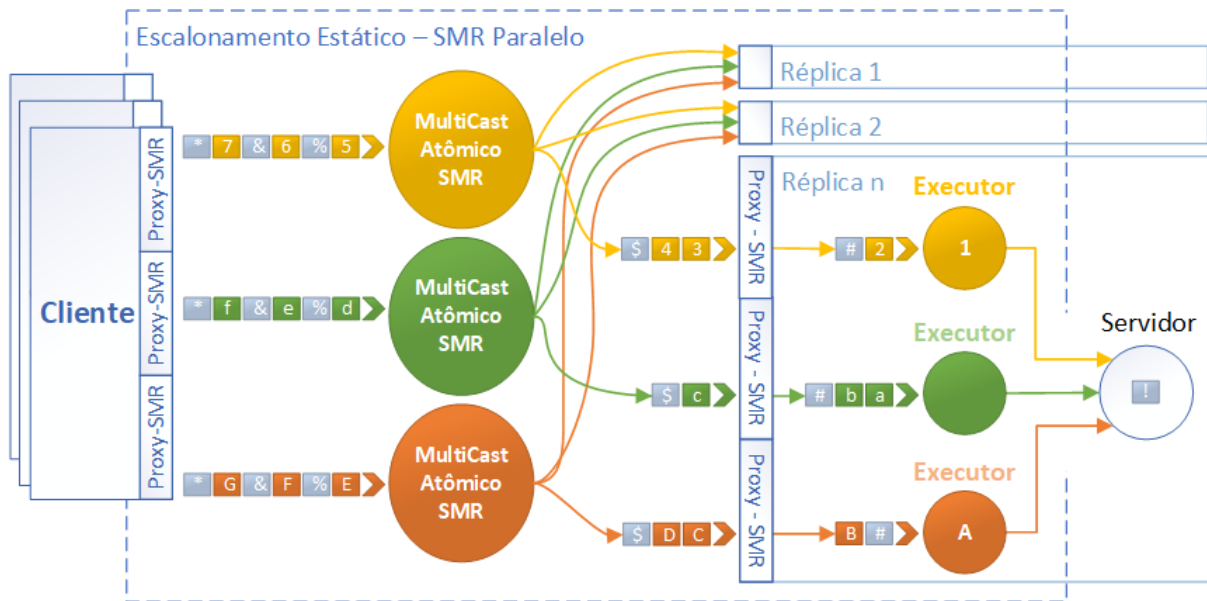 Escalonamento Estático – SMR Paralelo
Réplica 1
Réplica 2
Réplica n
Cliente
Proxy-SMR
Proxy-SMR
Proxy-SMR
* 7 & 6 % 5
MultiCast
Atômico
SMR
$ 4 3
Proxy - SMR
# 2
Executor
1
* f & e % d
MultiCast
Atômico
SMR
$ c
Proxy - SMR
# b a
Executor
Servidor
!
* G & F % E
MultiCast
Atômico
SMR
$ D C
Proxy - SMR
B #
Executor
A